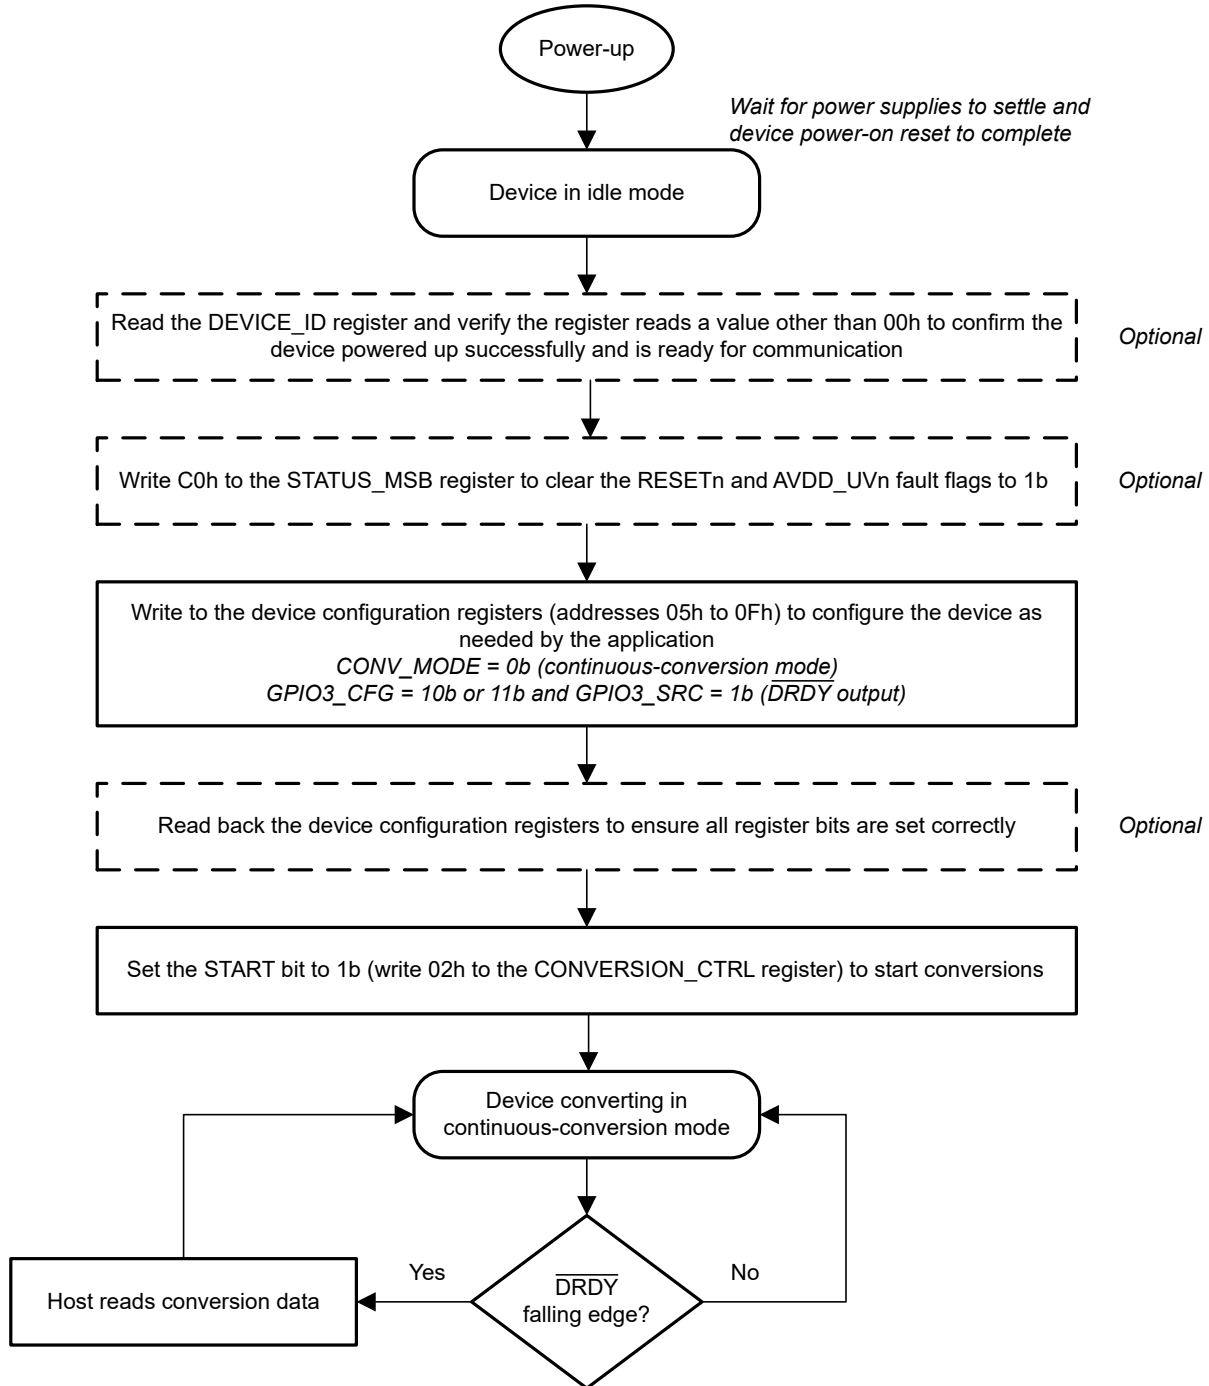 Power-up
Wait for power supplies to settle and
device power-on reset to complete
Device in idle mode
Read the DEVICE_ID register and verify the register reads a value other than 00h to confirm the
device powered up successfully and is ready for communication
Optional
Write C0h to the STATUS_MSB register to clear the RESETn and AVDD_UVn fault flags to 1b
Optional
Write to the device configuration registers (addresses 05h to 0Fh) to configure the device as
needed by the application
CONV_MODE = 0b (continuous-conversion mode)
GPIO3_CFG = 10b or 11b and GPIO3_SRC = 1b (D̅R̅D̅Y̅ output)
Read back the device configuration registers to ensure all register bits are set correctly
Optional
Set the START bit to 1b (write 02h to the CONVERSION_CTRL register) to start conversions
Device converting in
continuous-conversion mode
Yes
D̅R̅D̅Y̅
falling edge?
No
Host reads conversion data